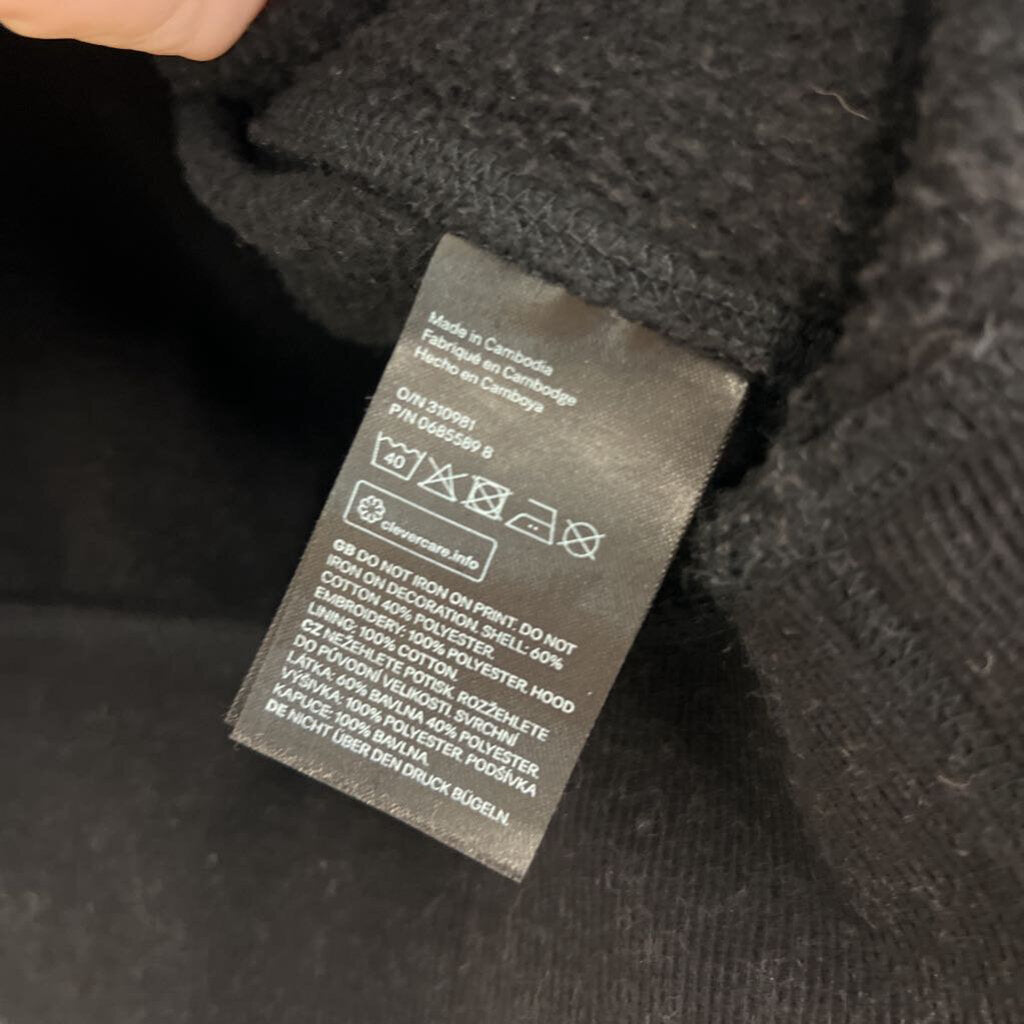 Made in Cambodia
Fabriqué en Cambodge
Hecho en Camboya
O/N 310981
P/N 0685589 8
40
clevercare.info
GB DO NOT IRON ON PRINT. DO NOT
IRON ON DECORATION. SHELL: 60%
COTTON 40% POLYESTER.
EMBROIDERY: 100% POLYESTER. HOOD
LINING: 100% COTTON.
CZ NEŽEHLETE POTISK. ROZŽEHLETE
DO PŮVODNÍ VELIKOSTI. SVRCHNÍ
LÁTKA: 60% BAVLNA 40% POLYESTER.
VÝŠIVKA: 100% POLYESTER. PODŠÍVKA
KAPUCE: 100% BAVLNA.
DE NICHT ÜBER DEN DRUCK BÜGELN.